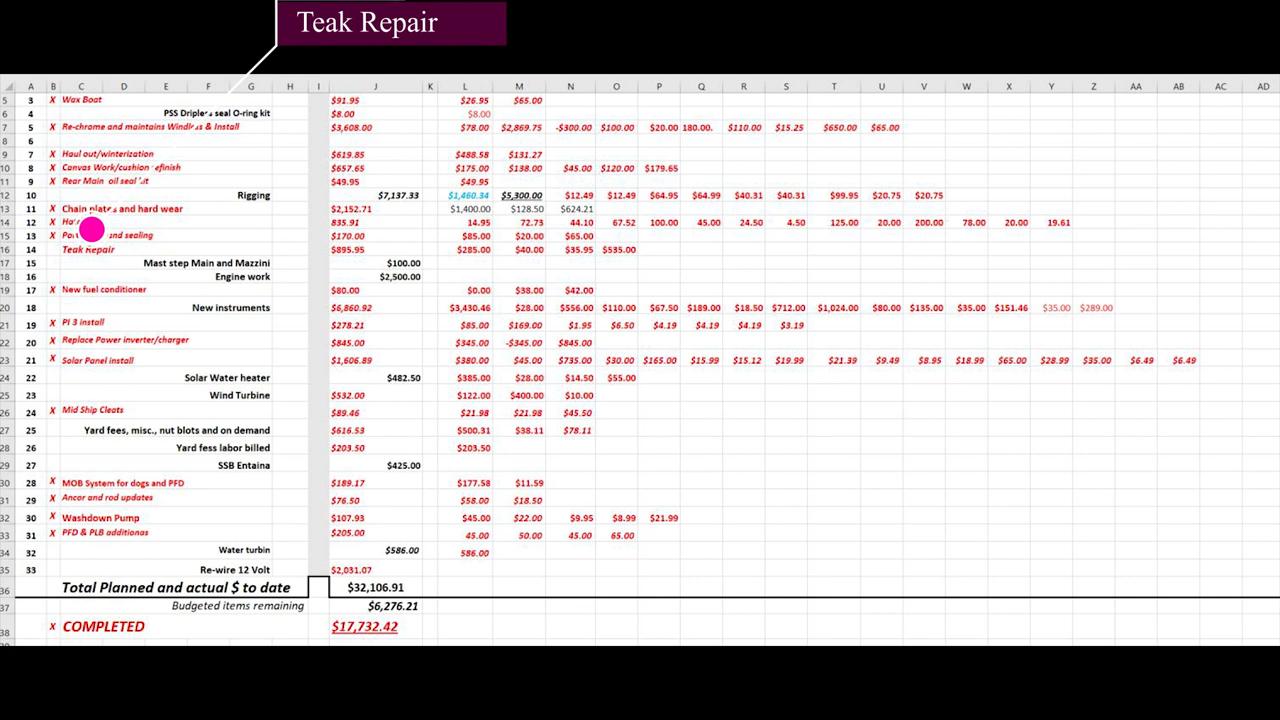 Teak Repair
A B C D E F G H I J K L M N O P Q R S T U V W X Y Z AA AB AC AD
5 3 X Wax Boat $91.95 $26.95 $65.00
6 4 PSS Dripless seal O-ring kit $8.00 $8.00
7 5 X Re-chrome and maintains Windlass & Install $3,608.00 $78.00 $2,869.75 -$300.00 $100.00 $20.00 180.00. $110.00 $15.25 $650.00 $65.00
8 6
9 7 X Haul out/winterization $619.85 $488.58 $131.27
10 8 X Canvas Work/cushion refinish $657.65 $175.00 $138.00 $45.00 $120.00 $179.65
11 9 X Rear Main oil seal kit $49.95 $49.95
12 10 Rigging $7,137.33 $1,460.34 $5,300.00 $12.49 $12.49 $64.95 $64.99 $40.31 $40.31 $99.95 $20.75 $20.75
13 11 X Chain plates and hard wear $2,152.71 $1,400.00 $128.50 $624.21
14 12 X 835.91 14.95 72.73 44.10 67.52 100.00 45.00 24.50 4.50 125.00 20.00 200.00 78.00 20.00 19.61
15 13 X and sealing $170.00 $85.00 $20.00 $65.00
16 14 Teak Repair $895.95 $285.00 $40.00 $35.95 $535.00
17 15 Mast step Main and Mazzini $100.00
18 16 Engine work $2,500.00
19 17 X New fuel conditioner $80.00 $0.00 $38.00 $42.00
20 18 New instruments $6,860.92 $3,430.46 $28.00 $556.00 $110.00 $67.50 $189.00 $18.50 $712.00 $1,024.00 $80.00 $135.00 $35.00 $151.46 $35.00 $289.00
21 19 X PI 3 install $278.21 $85.00 $169.00 $1.95 $6.50 $4.19 $4.19 $4.19 $3.19
22 20 X Replace Power inverter/charger $845.00 $345.00 -$345.00 $845.00
23 21 X Solar Panel install $1,606.89 $380.00 $45.00 $735.00 $30.00 $165.00 $15.99 $15.12 $19.99 $21.39 $9.49 $8.95 $18.99 $65.00 $28.99 $35.00 $6.49 $6.49
24 22 Solar Water heater $482.50 $385.00 $28.00 $14.50 $55.00
25 23 Wind Turbine $532.00 $122.00 $400.00 $10.00
26 24 X Mid Ship Cleats $89.46 $21.98 $21.98 $45.50
27 25 Yard fees, misc., nut blots and on demand $616.53 $500.31 $38.11 $78.11
28 26 Yard fess labor billed $203.50 $203.50
29 27 SSB Entaina $425.00
30 28 X MOB System for dogs and PFD $189.17 $177.58 $11.59
31 29 X Ancor and rod updates $76.50 $58.00 $18.50
32 30 X Washdown Pump $107.93 $45.00 $22.00 $9.95 $8.99 $21.99
33 31 X PFD & PLB additionas $205.00 45.00 50.00 45.00 65.00
34 32 Water turbin $586.00 586.00
35 33 Re-wire 12 Volt $2,031.07
36 Total Planned and actual $ to date $32,106.91
37 Budgeted items remaining $6,276.21
38 X COMPLETED $17,732.42